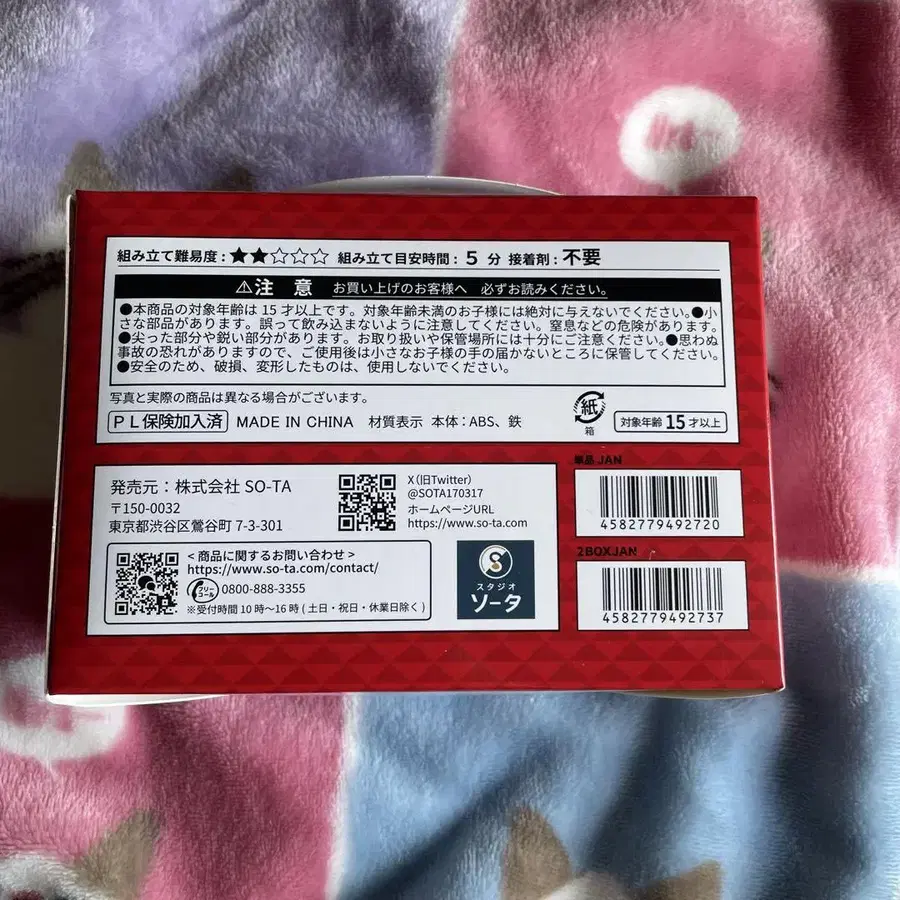 組み立て難易度：★★☆☆☆ 組み立て目安時間：5 分 接着剤：不要
⚠注 意 お買い上げのお客様へ 必ずお読みください。
●本商品の対象年齢は 15 才以上です。対象年齢未満のお子様には絶対に与えないでください。●小
さな部品があります。誤って飲み込まないように注意してください。窒息などの危険があります。
●尖った部分や鋭い部分があります。お取り扱いや保管場所には十分にご注意ください。●思わぬ
事故の恐れがありますので、ご使用後は小さなお子様の手の届かないところに保管してください。
●安全のため、破損、変形したものは、使用しないでください。
写真と実際の商品は異なる場合がございます。
ＰＬ保険加入済 MADE IN CHINA 材質表示 本体：ABS、鉄
紙
箱
対象年齢 15 才以上
発売元：株式会社 SO-TA
〒150-0032
東京都渋谷区鶯谷町 7-3-301
X（旧Twitter）
@SOTA170317
ホームページURL
https://www.so-ta.com
＜商品に関するお問い合わせ＞
https://www.so-ta.com/contact/
フリーコール
0800-888-3355
※受付時間 10 時～16 時 ( 土日・祝日・休業日除く )
S
スタジオ
ソータ
単品 JAN
4582779492720
2BOXJAN
4582779492737